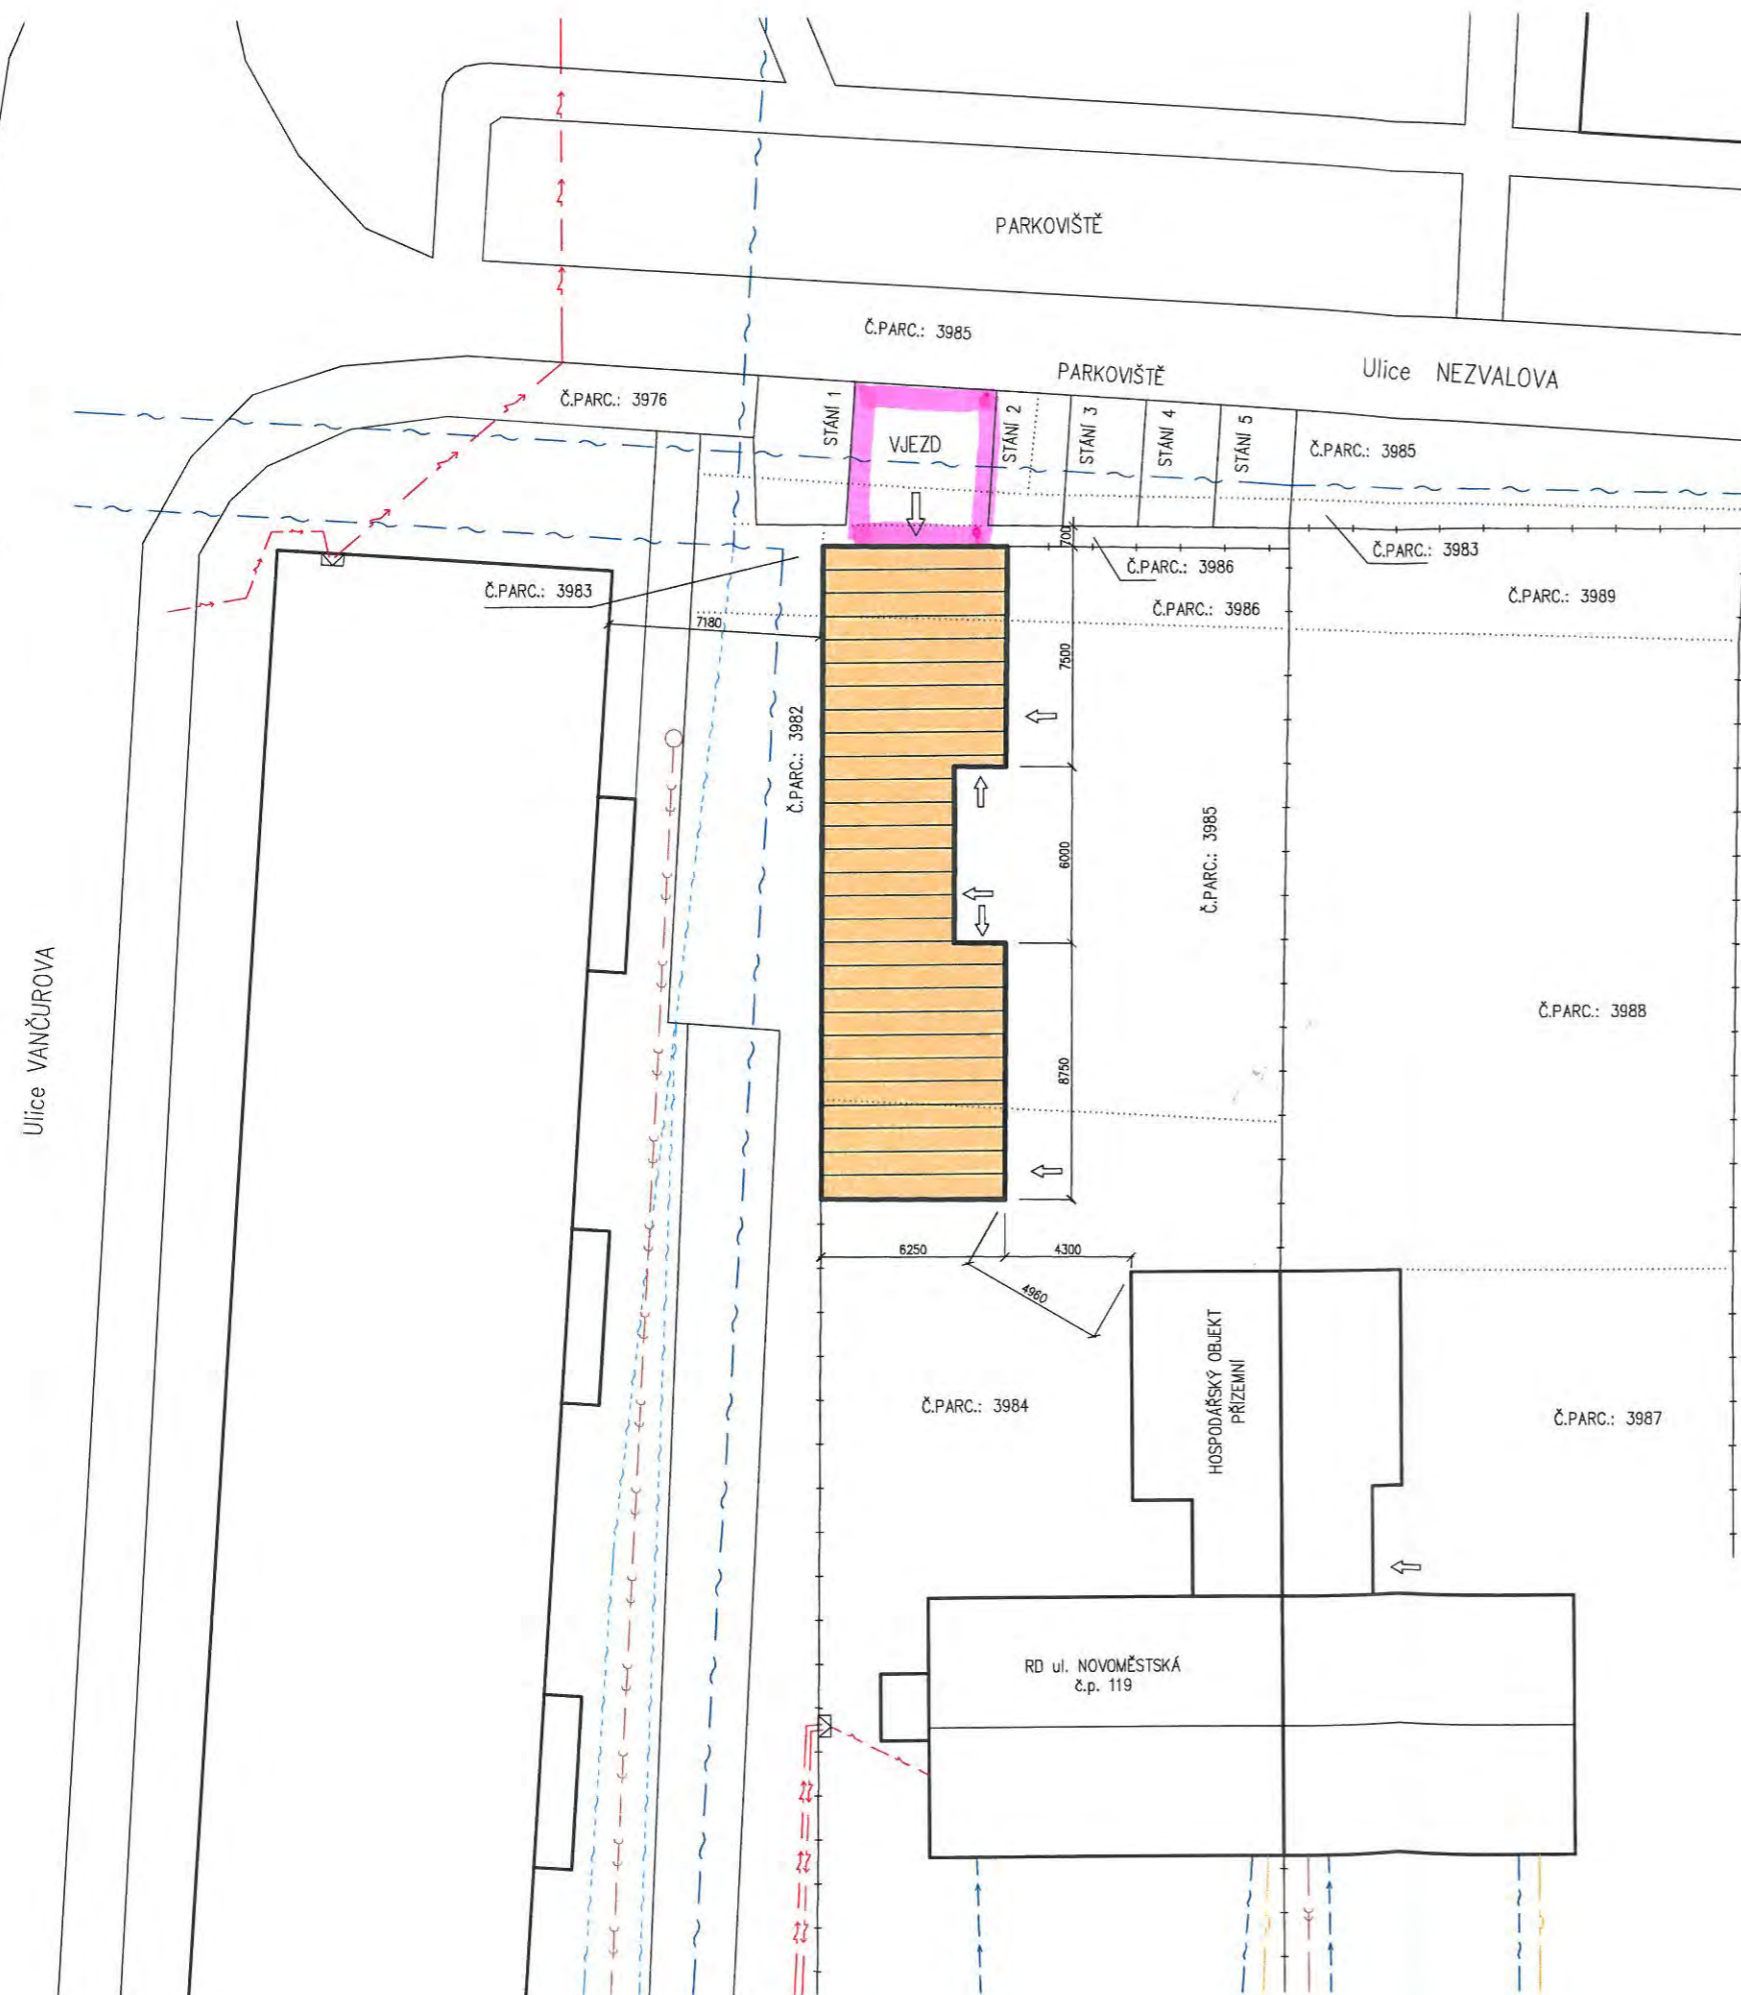 PARKOVIŠTĚ
Č.PARC.: 3985
PARKOVIŠTĚ
Ulice NEZVALOVA
Č.PARC.: 3976
STÁNÍ 1
VJEZD
STÁNÍ 2
STÁNÍ 3
STÁNÍ 4
STÁNÍ 5
Č.PARC.: 3985
700
Č.PARC.: 3983
Č.PARC.: 3986
Č.PARC.: 3983
Č.PARC.: 3986
Č.PARC.: 3989
7180
7500
Č.PARC.: 3982
6000
Č.PARC.: 3985
Ulice VANČUROVA
Č.PARC.: 3988
8750
6250
4300
4960
HOSPODÁŘSKÝ OBJEKT
PŘÍZEMNÍ
Č.PARC.: 3984
Č.PARC.: 3987
RD ul. NOVOMĚSTSKÁ
č.p. 119